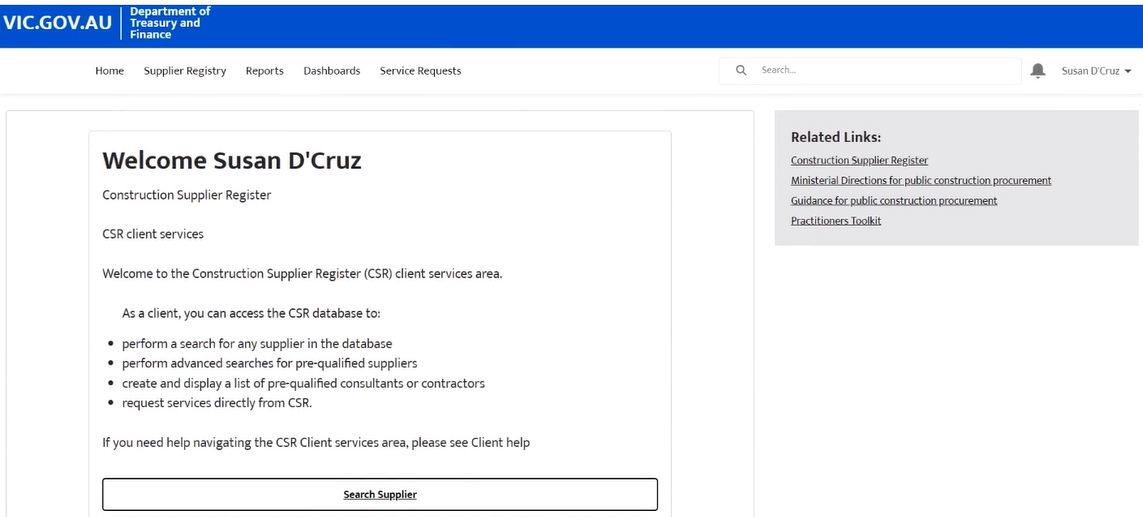 VIC.GOV.AU
Department of
Treasury and
Finance
Home
Supplier Registry
Reports
Dashboards
Service Requests
Search...
Susan D'Cruz
Welcome Susan D'Cruz
Construction Supplier Register
CSR client services
Welcome to the Construction Supplier Register (CSR) client services area.
As a client, you can access the CSR database to:
perform a search for any supplier in the database
perform advanced searches for pre-qualified suppliers
create and display a list of pre-qualified consultants or contractors
request services directly from CSR.
If you need help navigating the CSR Client services area, please see Client help
Search Supplier
Related Links:
Construction Supplier Register
Ministerial Directions for public construction procurement
Guidance for public construction procurement
Practitioners Toolkit